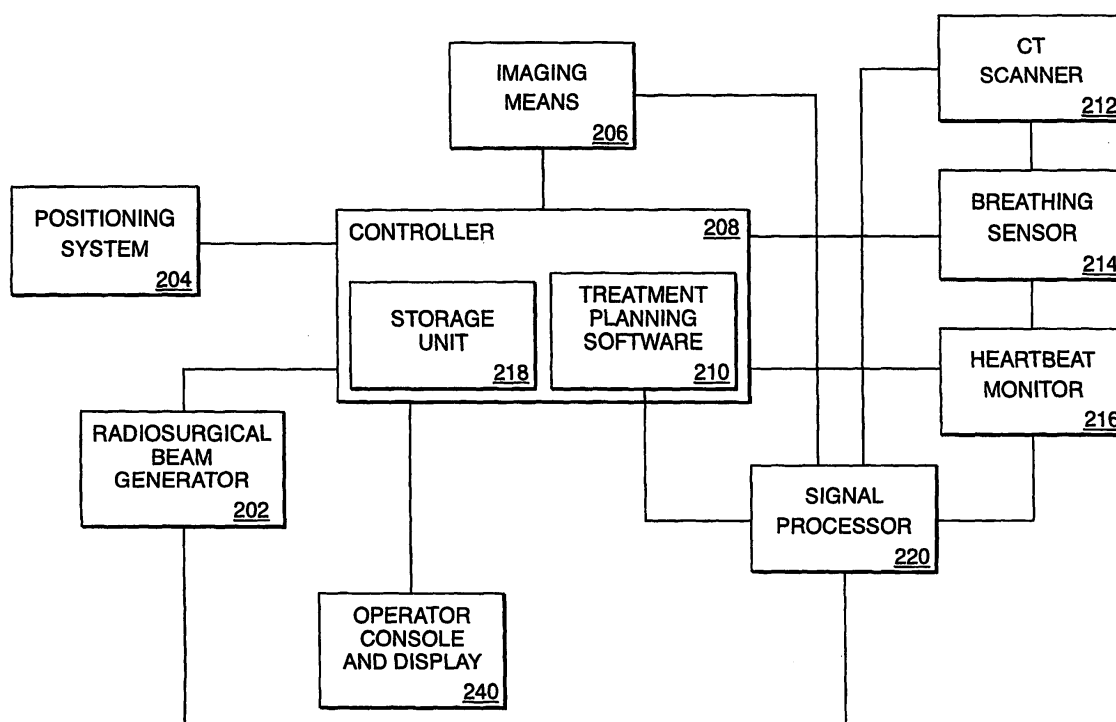 IMAGING
MEANS
206
CT
SCANNER
212
POSITIONING
SYSTEM
204
CONTROLLER
208
STORAGE
UNIT
218
TREATMENT
PLANNING
SOFTWARE
210
BREATHING
SENSOR
214
HEARTBEAT
MONITOR
216
RADIOSURGICAL
BEAM
GENERATOR
202
SIGNAL
PROCESSOR
220
OPERATOR
CONSOLE
AND DISPLAY
240